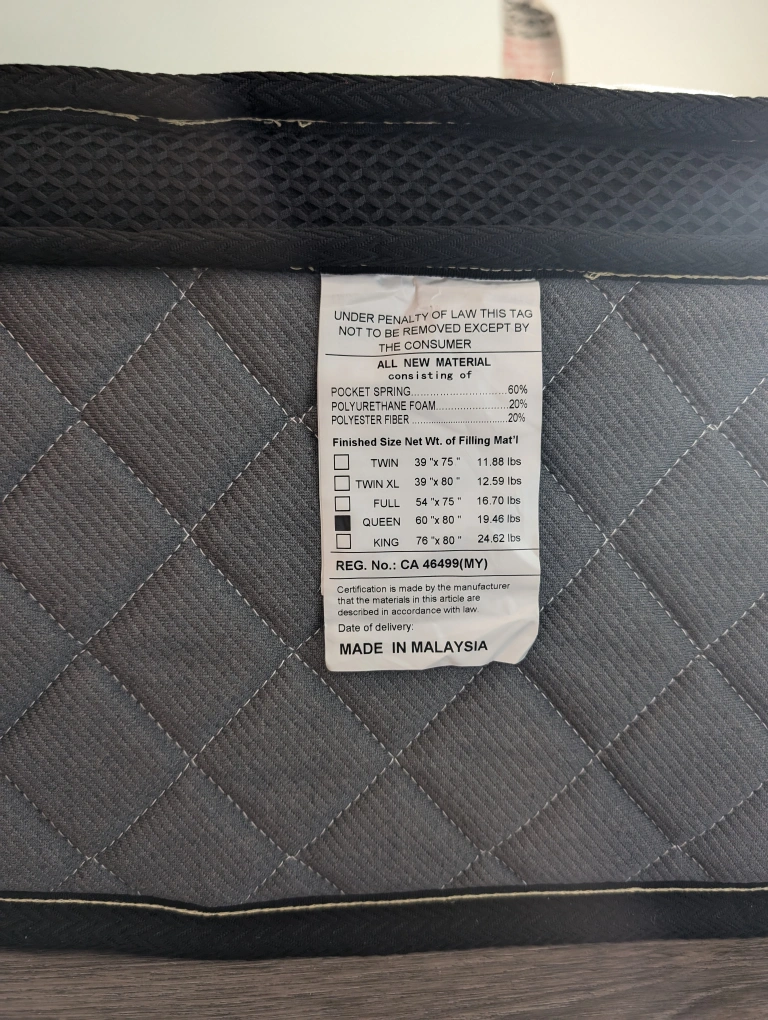 UNDER PENALTY OF LAW THIS TAG
NOT TO BE REMOVED EXCEPT BY
THE CONSUMER
ALL NEW MATERIAL
consisting of
POCKET SPRING..............................60%
POLYURETHANE FOAM......................20%
POLYESTER FIBER ..............................20%
Finished Size Net Wt. of Filling Mat'l
TWIN 39 "x 75 " 11.88 lbs
TWIN XL 39 "x 80 " 12.59 lbs
FULL 54 "x 75 " 16.70 lbs
QUEEN 60 "x 80 " 19.46 lbs
KING 76 "x 80 " 24.62 lbs
REG. No.: CA 46499(MY)
Certification is made by the manufacturer
that the materials in this article are
described in accordance with law.
Date of delivery:
MADE IN MALAYSIA